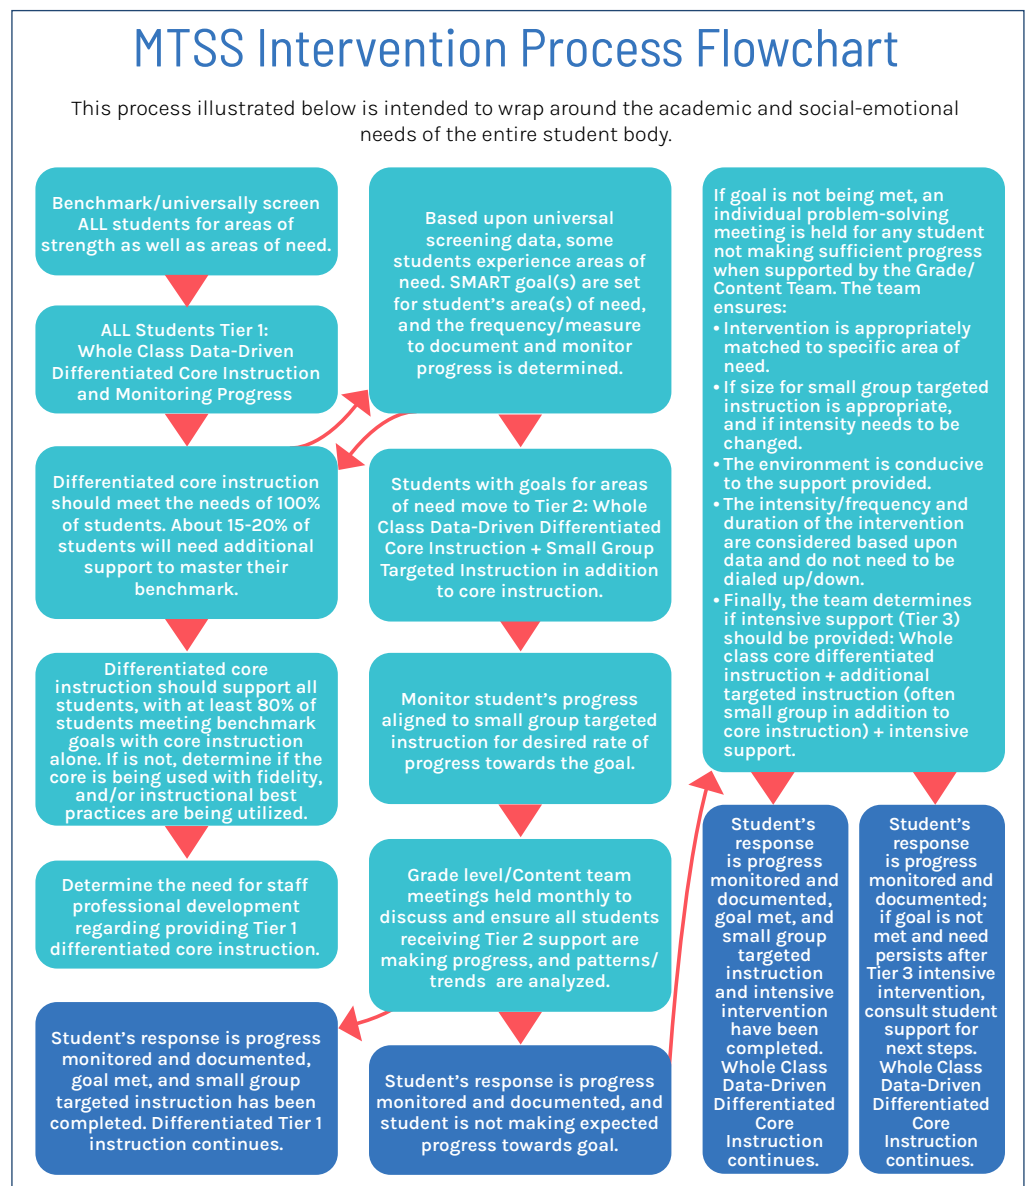 MTSS Intervention Process Flowchart
This process illustrated below is intended to wrap around the academic and social-emotional
needs of the entire student body.
Benchmark/universally screen
ALL students for areas of
strength as well as areas of need.
ALL Students Tier 1:
Whole Class Data-Driven
Differentiated Core Instruction
and Monitoring Progress
Differentiated core instruction
should meet the needs of 100%
of students. About 15-20% of
students will need additional
support to master their
benchmark.
Differentiated core
instruction should support all
students, with at least 80% of
students meeting benchmark
goals with core instruction
alone. If is not, determine if the
core is being used with fidelity,
and/or instructional best
practices are being utilized.
Determine the need for staff
professional development
regarding providing Tier 1
differentiated core instruction.
Student's response is progress
monitored and documented,
goal met, and small group
targeted instruction has been
completed. Differentiated Tier 1
instruction continues.
Based upon universal
screening data, some
students experience areas of
need. SMART goal(s) are set
for student's area(s) of need,
and the frequency/measure
to document and monitor
progress is determined.
Students with goals for areas
of need move to Tier 2: Whole
Class Data-Driven Differentiated
Core Instruction + Small Group
Targeted Instruction in addition
to core instruction.
Monitor student's progress
aligned to small group targeted
instruction for desired rate of
progress towards the goal.
Grade level/Content team
meetings held monthly to
discuss and ensure all students
receiving Tier 2 support are
making progress, and patterns/
trends are analyzed.
Student's response is progress
monitored and documented, and
student is not making expected
progress towards goal.
If goal is not being met, an
individual problem-solving
meeting is held for any student
not making sufficient progress
when supported by the Grade/
Content Team. The team
ensures:
• Intervention is appropriately
matched to specific area of
need.
• If size for small group targeted
instruction is appropriate,
and if intensity needs to be
changed.
• The environment is conducive
to the support provided.
• The intensity/frequency and
duration of the intervention
are considered based upon
data and do not need to be
dialed up/down.
• Finally, the team determines
if intensive support (Tier 3)
should be provided: Whole
class core differentiated
instruction + additional
targeted instruction (often
small group in addition to
core instruction) + intensive
support.
Student's
response
is progress
monitored and
documented,
goal met, and
small group
targeted
instruction
and intensive
intervention
have been
completed.
Whole Class
Data-Driven
Differentiated
Core
Instruction
continues.
Student's
response
is progress
monitored and
documented;
if goal is not
met and need
persists after
Tier 3 intensive
intervention,
consult student
support for
next steps.
Whole Class
Data-Driven
Differentiated
Core
Instruction
continues.